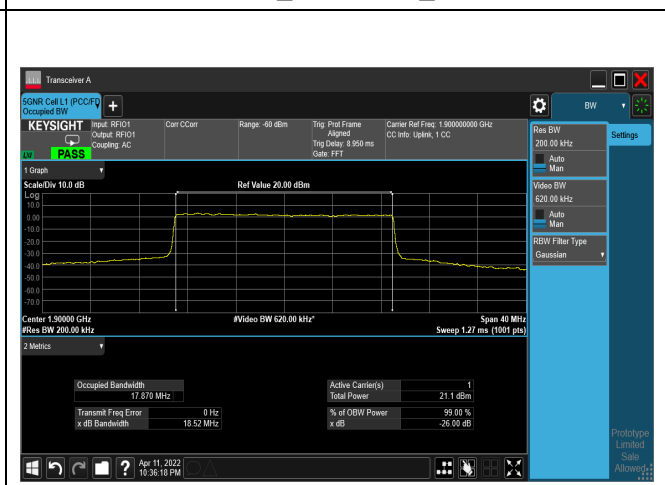 Transceiver A
5GNR Cell L1 (PCC/FD
Occupied BW
+
KEYSIGHT
LV PASS
Input: RFIO1
Output: RFIO1
Coupling: AC
Corr CCorr
Range: -60 dBm
Trig: Prot Frame
Aligned
Trig Delay: 8.950 ms
Gate: FFT
Carrier Ref Freq: 1.900000000 GHz
CC Info: Uplink, 1 CC
1 Graph
Scale/Div 10.0 dB
Ref Value 20.00 dBm
Log
10.0
0.00
-10.0
-20.0
-30.0
-40.0
-50.0
-60.0
-70.0
Center 1.90000 GHz
#Video BW 620.00 kHz*
Span 40 MHz
#Res BW 200.00 kHz
Sweep 1.27 ms (1001 pts)
2 Metrics
Occupied Bandwidth
17.870 MHz
Transmit Freq Error 0 Hz
x dB Bandwidth 18.52 MHz
Active Carrier(s) 1
Total Power 21.1 dBm
% of OBW Power 99.00 %
x dB -26.00 dB
?
Apr 11, 2022
10:36:18 PM
BW
Res BW
200.00 kHz
Auto
Man
Video BW
620.00 kHz
Auto
Man
RBW Filter Type
Gaussian
Settings
Prototype
Limited
Sale
Allowed